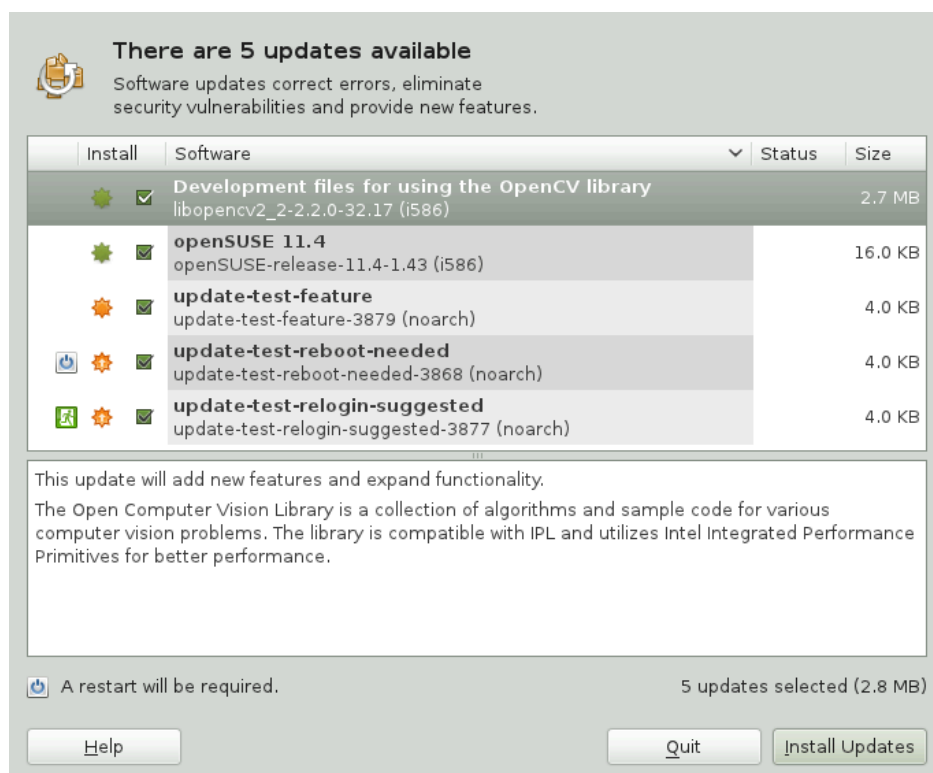 There are 5 updates available
Software updates correct errors, eliminate
security vulnerabilities and provide new features.
Install Software Status Size
Development files for using the OpenCV library
libopencv2_2-2.2.0-32.17 (i586)
2.7 MB
openSUSE 11.4
openSUSE-release-11.4-1.43 (i586)
16.0 KB
update-test-feature
update-test-feature-3879 (noarch)
4.0 KB
update-test-reboot-needed
update-test-reboot-needed-3868 (noarch)
4.0 KB
update-test-relogin-suggested
update-test-relogin-suggested-3877 (noarch)
4.0 KB
This update will add new features and expand functionality.
The Open Computer Vision Library is a collection of algorithms and sample code for various
computer vision problems. The library is compatible with IPL and utilizes Intel Integrated Performance
Primitives for better performance.
A restart will be required.
5 updates selected (2.8 MB)
Help Quit Install Updates